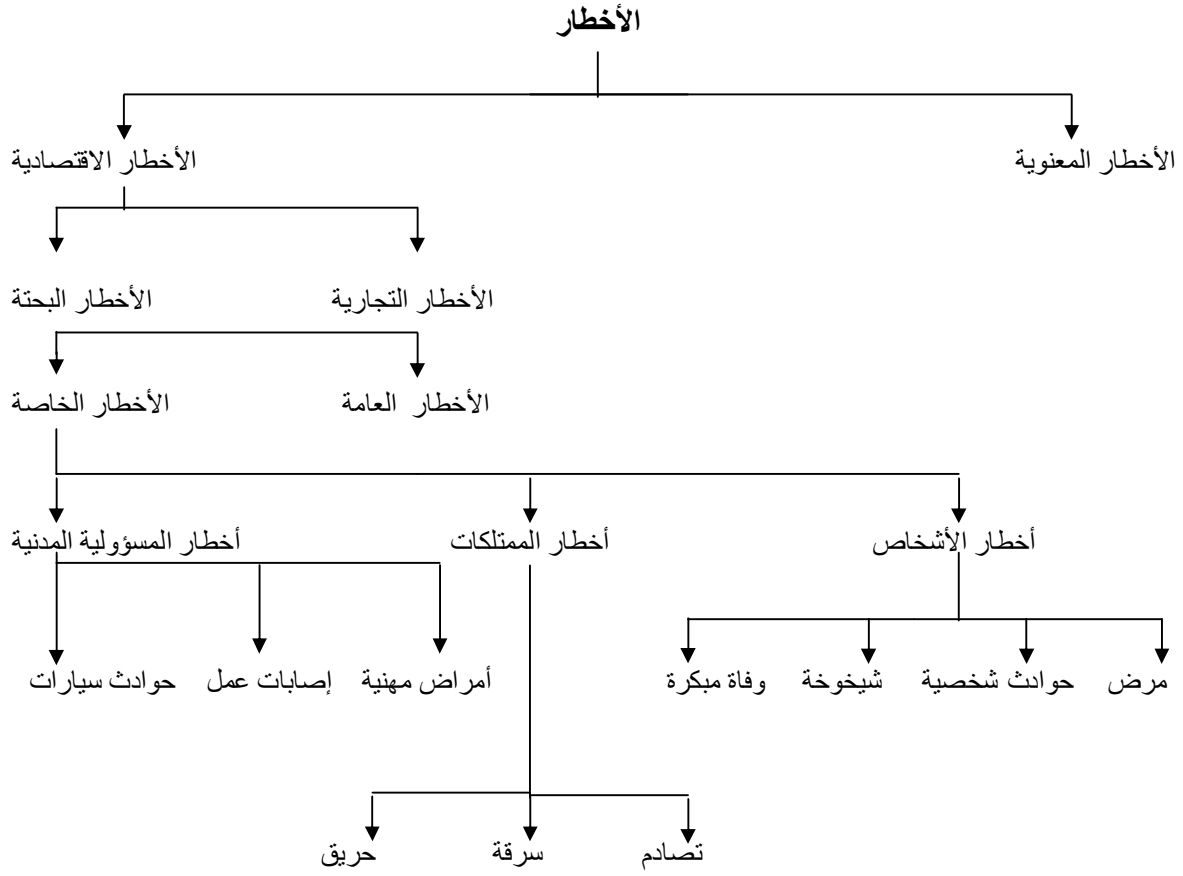 الأخطار
الأخطار المعنوية
الأخطار الاقتصادية
الأخطار التجارية
الأخطار البحتة
الأخطار العامة
الأخطار الخاصة
أخطار الأشخاص
أخطار الممتلكات
أخطار المسؤولية المدنية
مرض
حوادث شخصية
شيخوخة
وفاة مبكرة
أمراض مهنية
إصابات عمل
حوادث سيارات
تصادم
سرقة
حريق